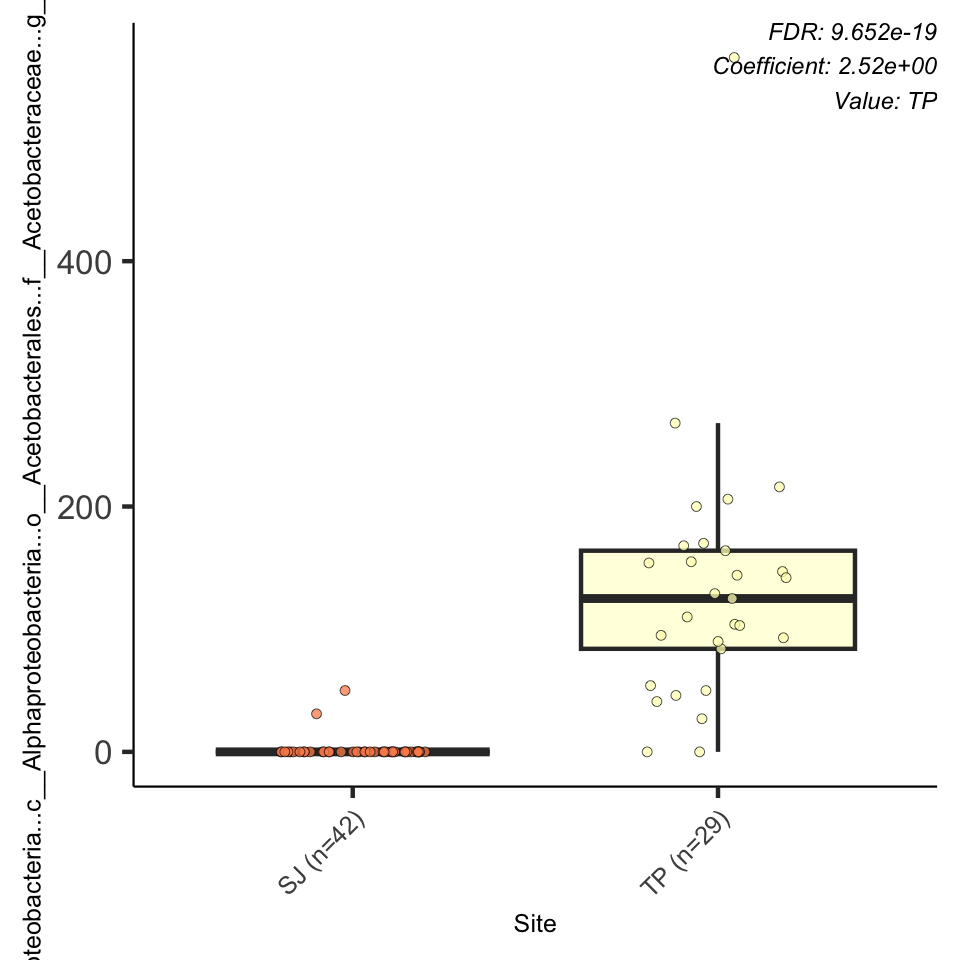 oteobacteria...c__Alphaproteobacteria...o__Acetobacterales...f__Acetobacteraceae...g_
FDR: 9.652e-19
Coefficient: 2.52e+00
Value: TP
400
200
0
SJ (n=42)
TP (n=29)
Site